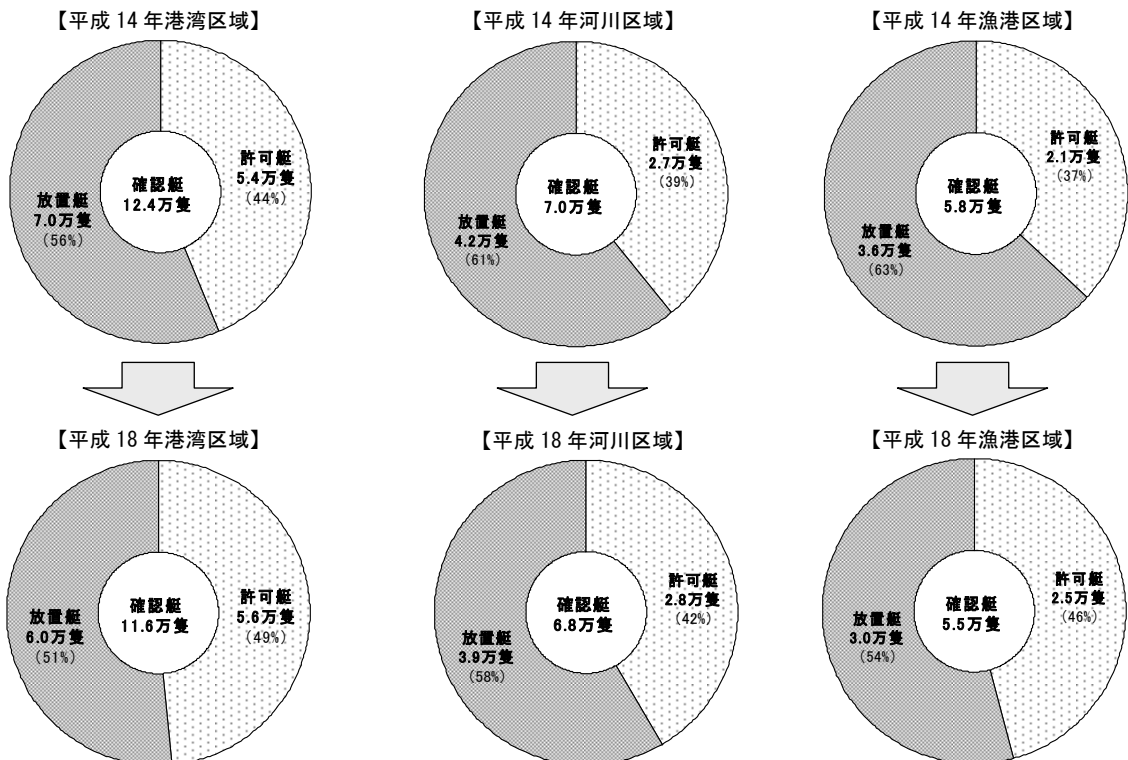 【平成 14 年港湾区域】
許可艇
5.4万隻
(44%)
確認艇
12.4万隻
放置艇
7.0万隻
(56%)
【平成 14 年河川区域】
許可艇
2.7万隻
(39%)
確認艇
7.0万隻
放置艇
4.2万隻
(61%)
【平成 14 年漁港区域】
許可艇
2.1万隻
(37%)
確認艇
5.8万隻
放置艇
3.6万隻
(63%)
【平成 18 年港湾区域】
許可艇
5.6万隻
(49%)
確認艇
11.6万隻
放置艇
6.0万隻
(51%)
【平成 18 年河川区域】
許可艇
2.8万隻
(42%)
確認艇
6.8万隻
放置艇
3.9万隻
(58%)
【平成 18 年漁港区域】
許可艇
2.5万隻
(46%)
確認艇
5.5万隻
放置艇
3.0万隻
(54%)